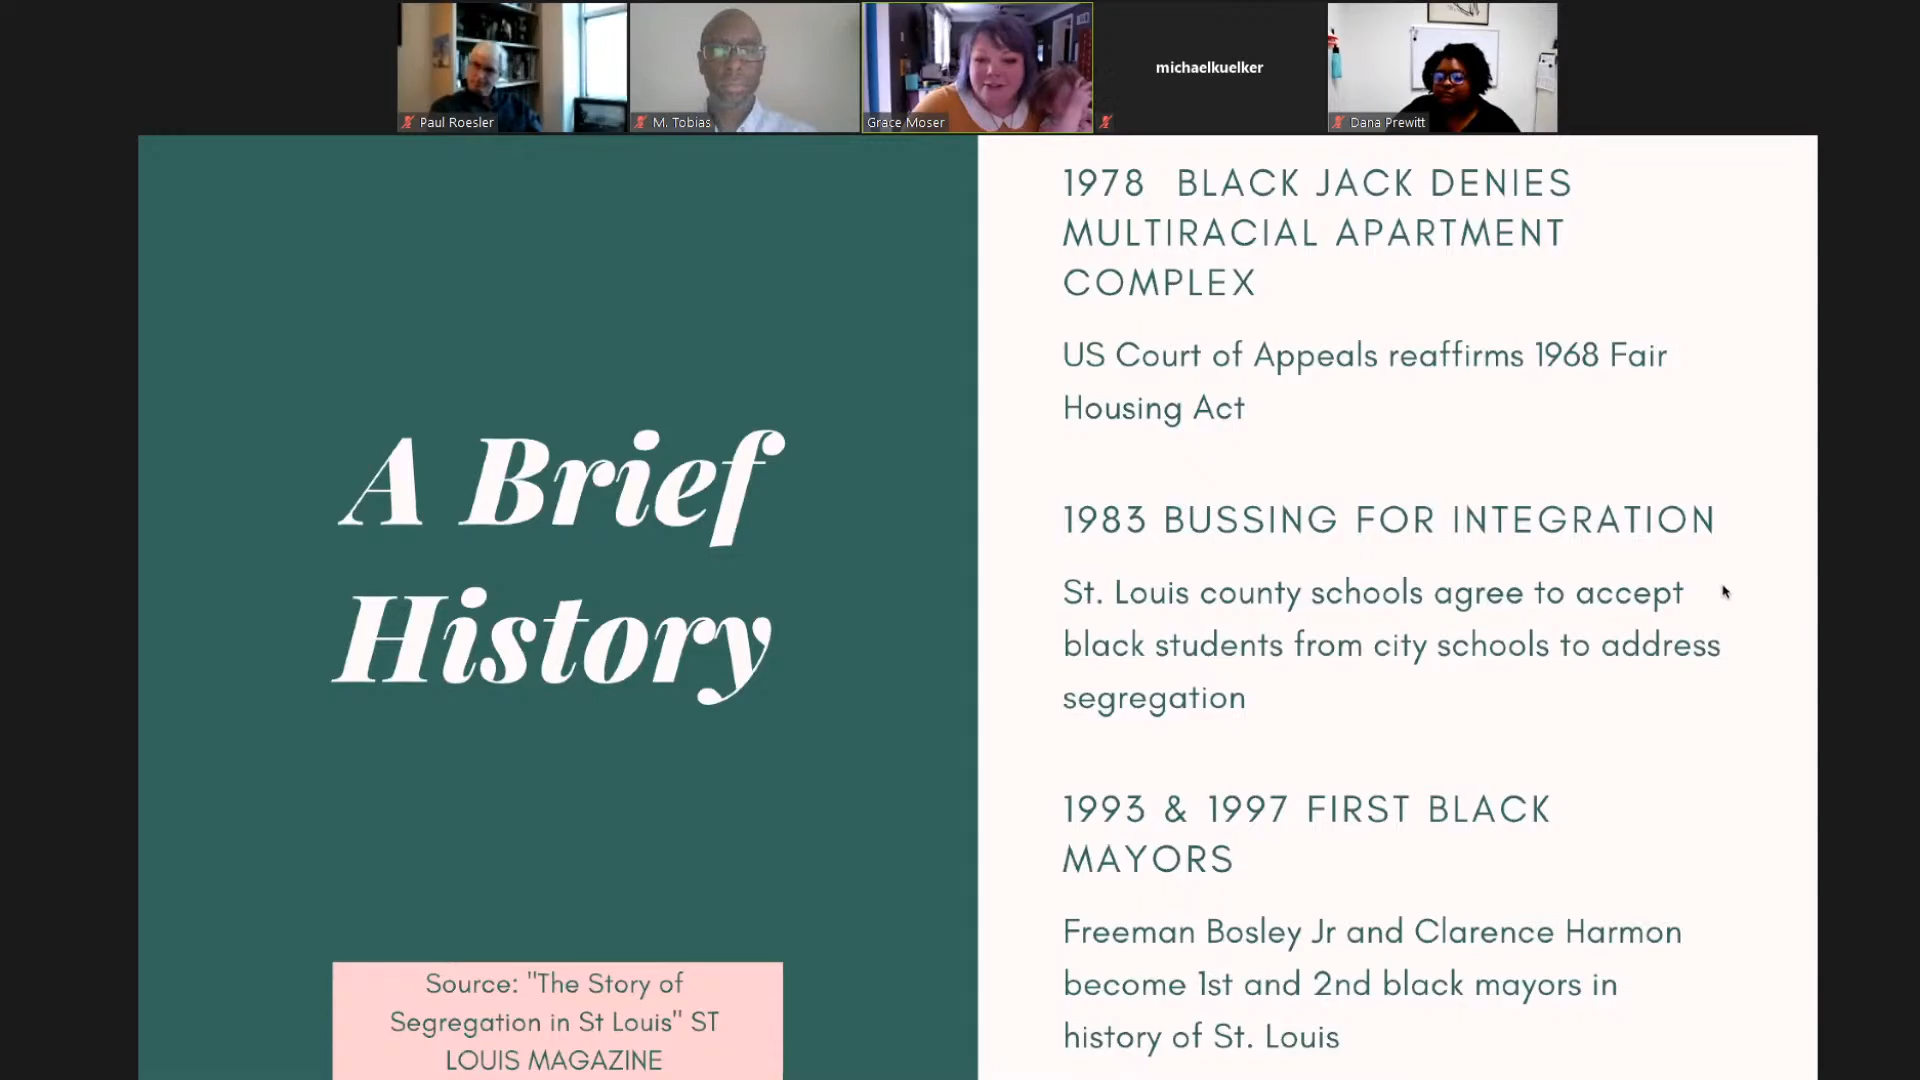 Paul Roesler
M. Tobias
Grace Moser
michaelkuelker
Dana Prewitt
A Brief
History
Source: "The Story of
Segregation in St Louis" ST
LOUIS MAGAZINE
1978 BLACK JACK DENIES
MULTIRACIAL APARTMENT
COMPLEX
US Court of Appeals reaffirms 1968 Fair
Housing Act
1983 BUSSING FOR INTEGRATION
St. Louis county schools agree to accept
black students from city schools to address
segregation
1993 & 1997 FIRST BLACK
MAYORS
Freeman Bosley Jr and Clarence Harmon
become 1st and 2nd black mayors in
history of St. Louis